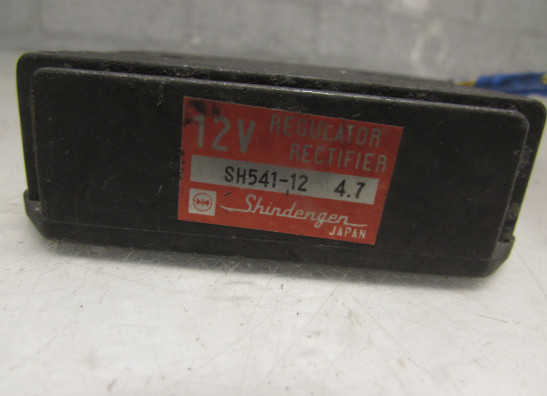 12V REGULATOR
RECTIFIER
SH541-12 4.7
Shindengen
JAPAN